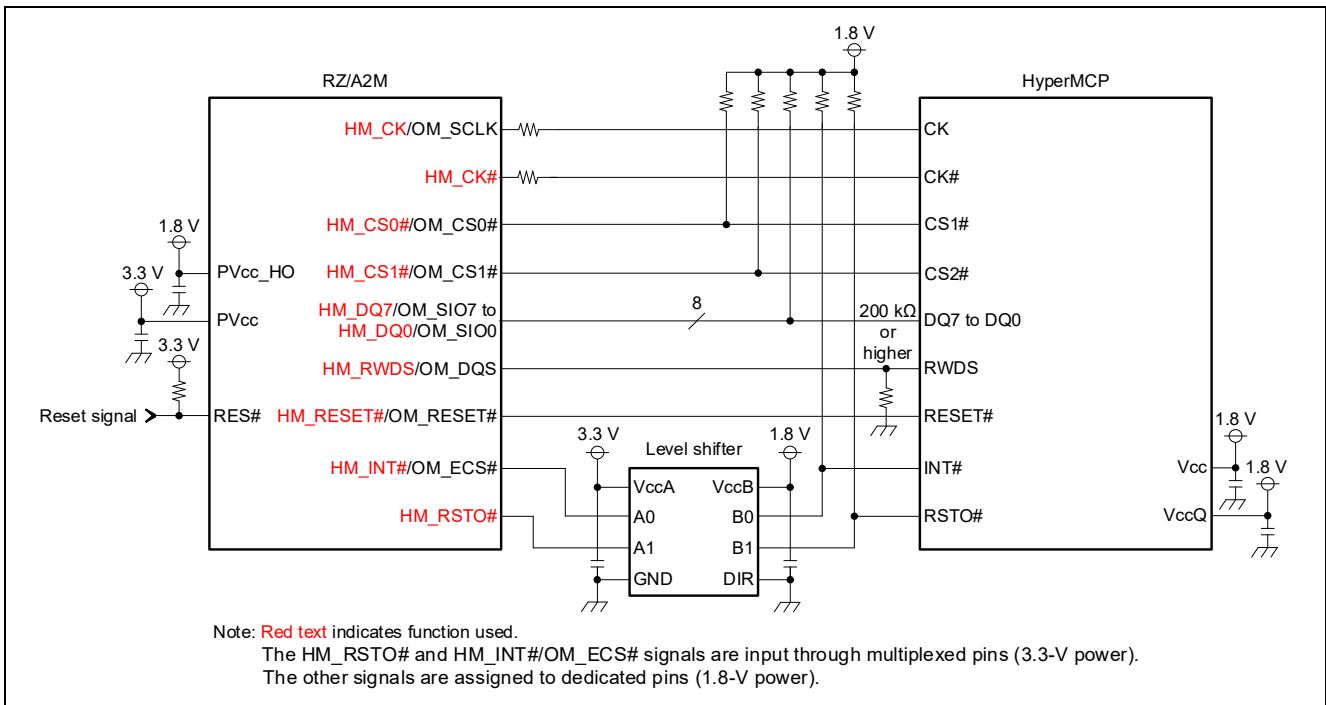 1.8 V
RZ/A2M
HyperMCP
HM_CK/OM_SCLK
CK
HM_CK#
CK#
1.8 V
HM_CS0#/OM_CS0#
CS1#
3.3 V
PVcc_HO
HM_CS1#/OM_CS1#
CS2#
PVcc
HM_DQ7/OM_SIO7 to
HM_DQ0/OM_SIO0
8
200 kΩ
or
higher
DQ7 to DQ0
3.3 V
HM_RWDS/OM_DQS
RWDS
Reset signal
RES#
HM_RESET#/OM_RESET#
RESET#
3.3 V
Level shifter
1.8 V
1.8 V
HM_INT#/OM_ECS#
INT#
Vcc
1.8 V
VccA
VccB
HM_RSTO#
A0
B0
RSTO#
VccQ
A1
B1
GND
DIR
Note: Red text indicates function used.
The HM_RSTO# and HM_INT#/OM_ECS# signals are input through multiplexed pins (3.3-V power).
The other signals are assigned to dedicated pins (1.8-V power).